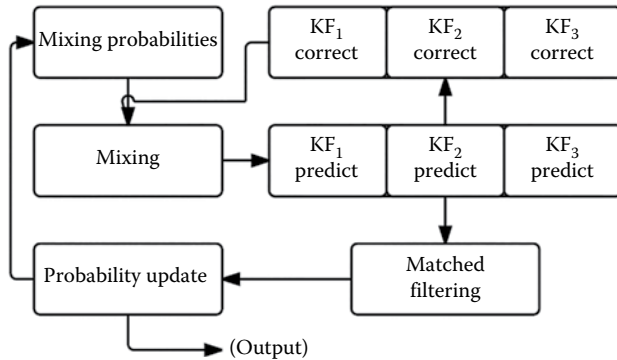 Mixing probabilities
KF₁ correct
KF₂ correct
KF₃ correct
Mixing
KF₁ predict
KF₂ predict
KF₃ predict
Probability update
Matched filtering
(Output)